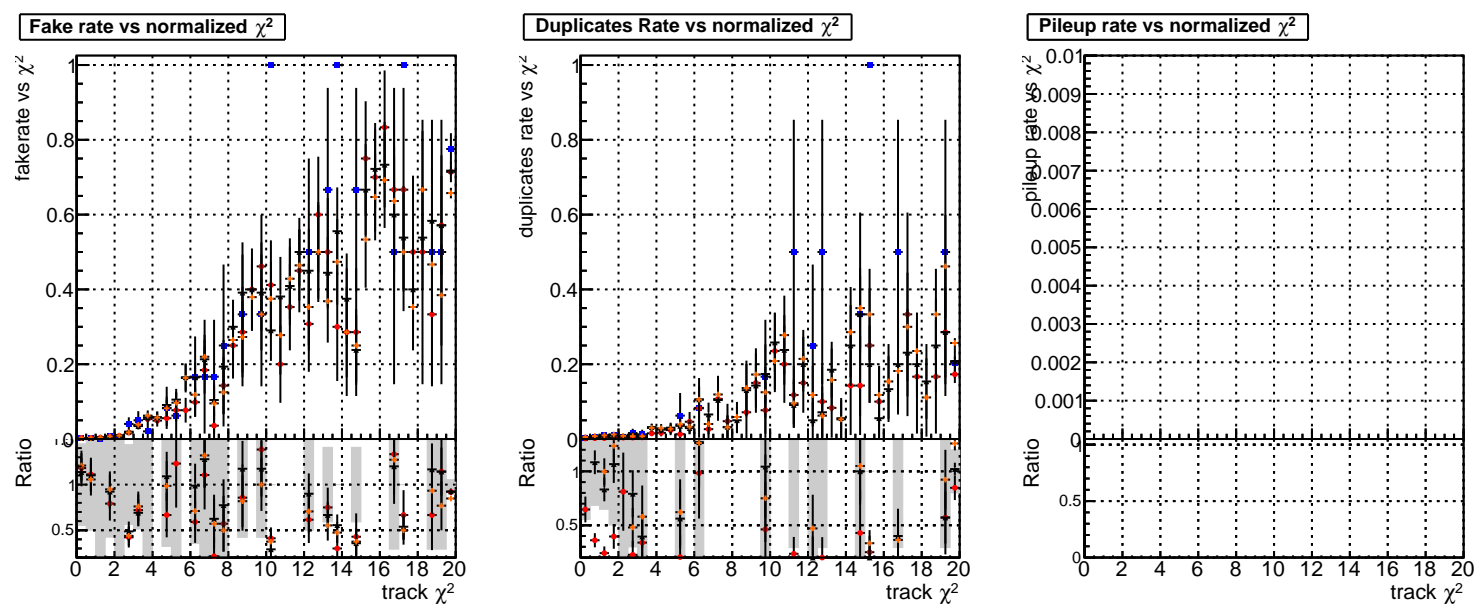 Fake rate vs normalized χ²
fakerate vs χ²
1
0.8
0.6
0.4
0.2
0
Ratio
1
0.5
0 2 4 6 8 10 12 14 16 18 20
track χ²
Duplicates Rate vs normalized χ²
duplicates rate vs χ²
1
0.8
0.6
0.4
0.2
0
Ratio
1
0.5
0 2 4 6 8 10 12 14 16 18 20
track χ²
Pileup rate vs normalized χ²
pileup rate vs χ²
0.01
0.009
0.008
0.007
0.006
0.005
0.004
0.003
0.002
0.001
0
Ratio
1
0.5
0
0 2 4 6 8 10 12 14 16 18 20
track χ²